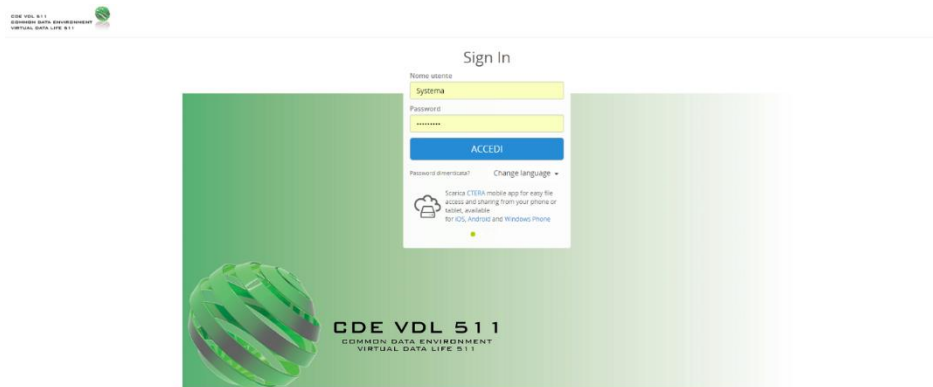 CDE VDL 511
COMMON DATA ENVIRONMENT
VIRTUAL DATA LIFE 511
Sign In
Nome utente
Systema
Password
•••••••••
ACCEDI
Password dimenticata? Change language
Scarica CTERA mobile app for easy file
access and sharing from your phone or
tablet, available
for iOS, Android and Windows Phone
CDE VDL 511
COMMON DATA ENVIRONMENT
VIRTUAL DATA LIFE 511